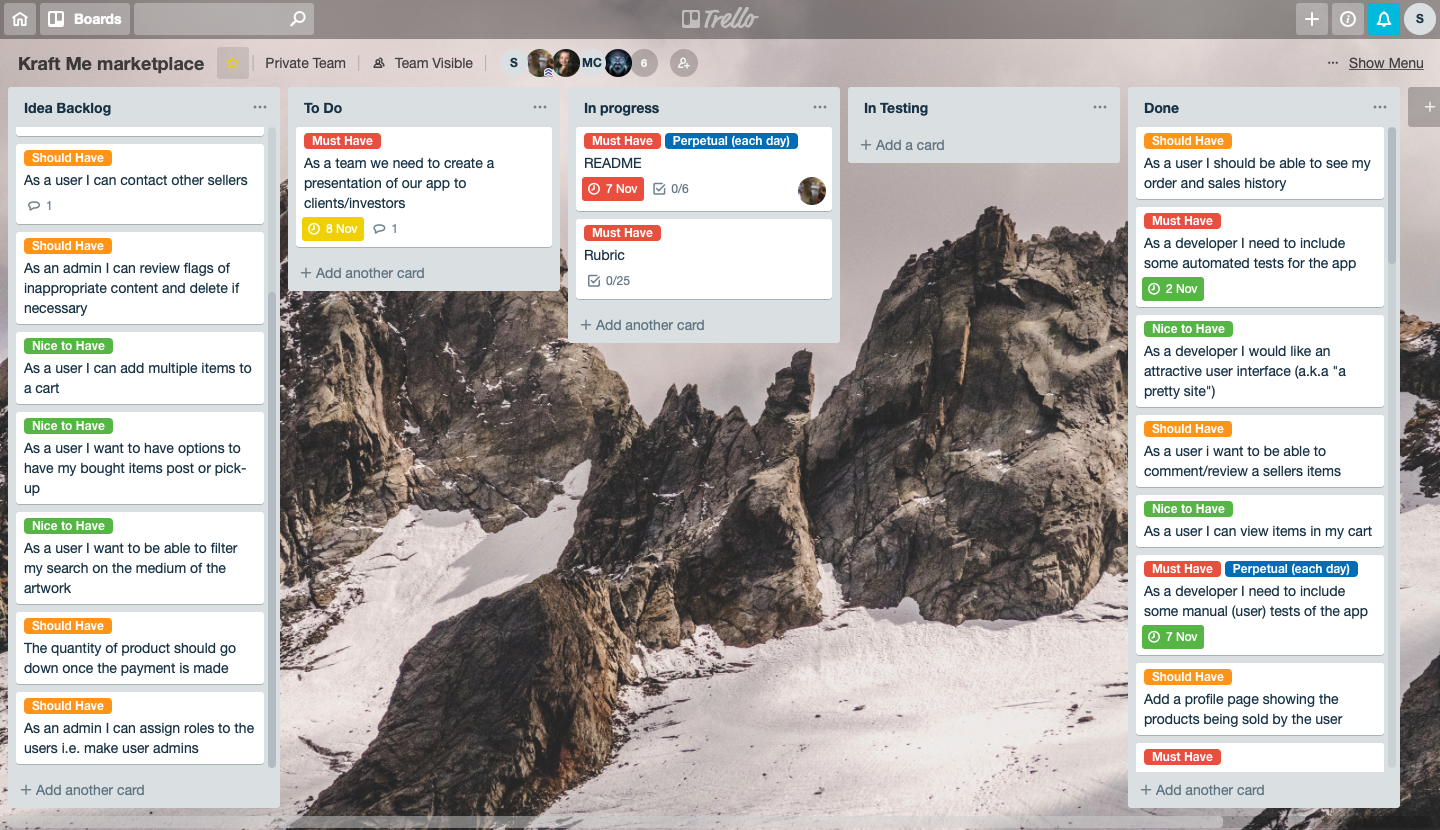 Boards
Trello
S
Kraft Me marketplace
Private Team
Team Visible
S
MC
6
Show Menu
Idea Backlog
Should Have
As a user I can contact other sellers
1
Should Have
As an admin I can review flags of
inappropriate content and delete if
necessary
Nice to Have
As a user I can add multiple items to
a cart
Nice to Have
As a user I want to have options to
have my bought items post or pick-
up
Nice to Have
As a user I want to be able to filter
my search on the medium of the
artwork
Should Have
The quantity of product should go
down once the payment is made
Should Have
As an admin I can assign roles to the
users i.e. make user admins
+ Add another card
To Do
Must Have
As a team we need to create a
presentation of our app to
clients/investors
8 Nov
1
+ Add another card
In progress
Must Have
Perpetual (each day)
README
7 Nov
0/6
Must Have
Rubric
0/25
+ Add another card
In Testing
+ Add a card
Done
Should Have
As a user I should be able to see my
order and sales history
Must Have
As a developer I need to include
some automated tests for the app
2 Nov
Nice to Have
As a developer I would like an
attractive user interface (a.k.a "a
pretty site")
Should Have
As a user i want to be able to
comment/review a sellers items
Nice to Have
As a user I can view items in my cart
Must Have
Perpetual (each day)
As a developer I need to include
some manual (user) tests of the app
7 Nov
Should Have
Add a profile page showing the
products being sold by the user
Must Have
+ Add another card